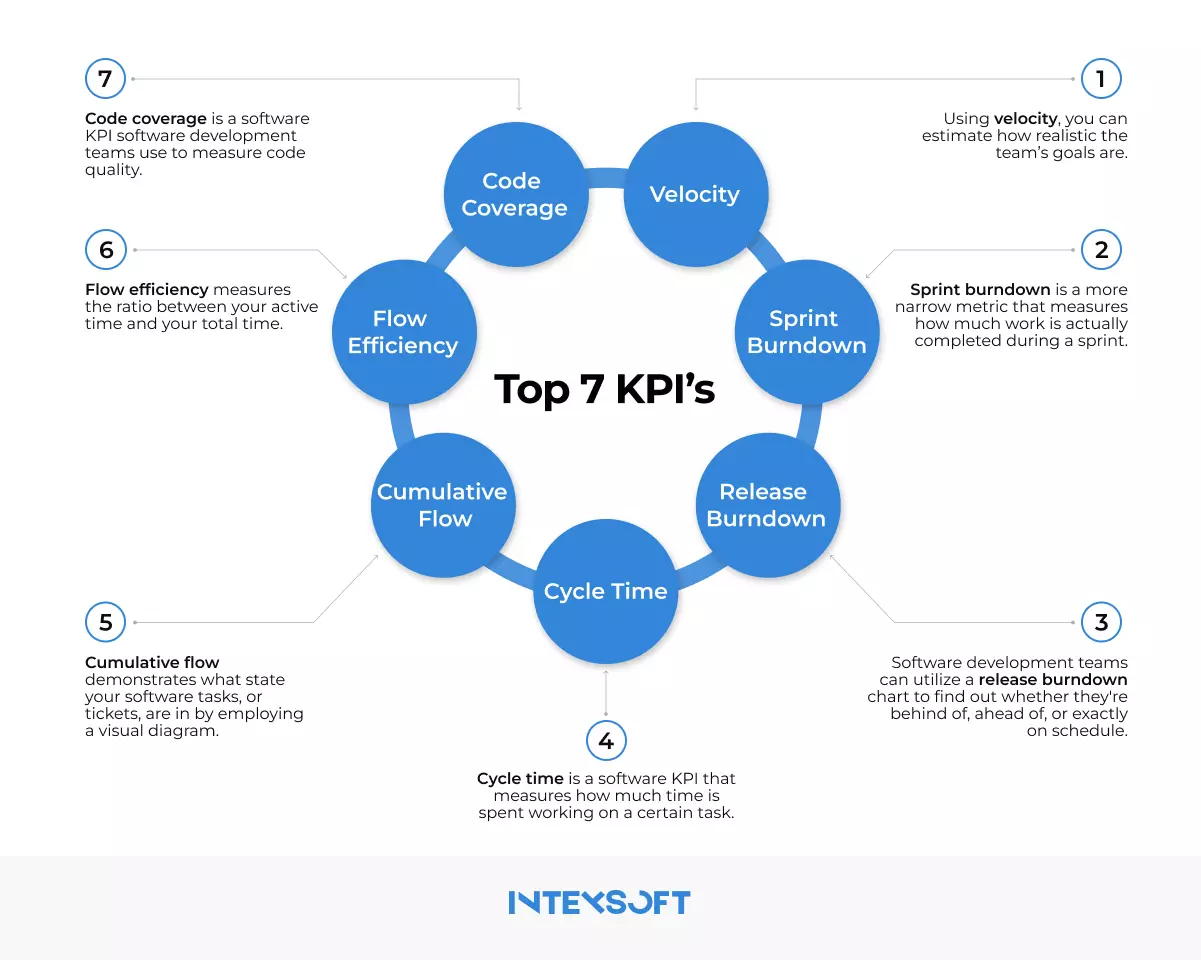 Top 7 KPI's
1
Velocity
Using velocity, you can
estimate how realistic the
team's goals are.
2
Sprint
Burndown
Sprint burndown is a more
narrow metric that measures
how much work is actually
completed during a sprint.
3
Release
Burndown
Software development teams
can utilize a release burndown
chart to find out whether they're
behind of, ahead of, or exactly
on schedule.
4
Cycle Time
Cycle time is a software KPI that
measures how much time is
spent working on a certain task.
5
Cumulative
Flow
Cumulative flow
demonstrates what state
your software tasks, or
tickets, are in by employing
a visual diagram.
6
Flow
Efficiency
Flow efficiency measures
the ratio between your active
time and your total time.
7
Code
Coverage
Code coverage is a software
KPI software development
teams use to measure code
quality.
INTEXSOFT